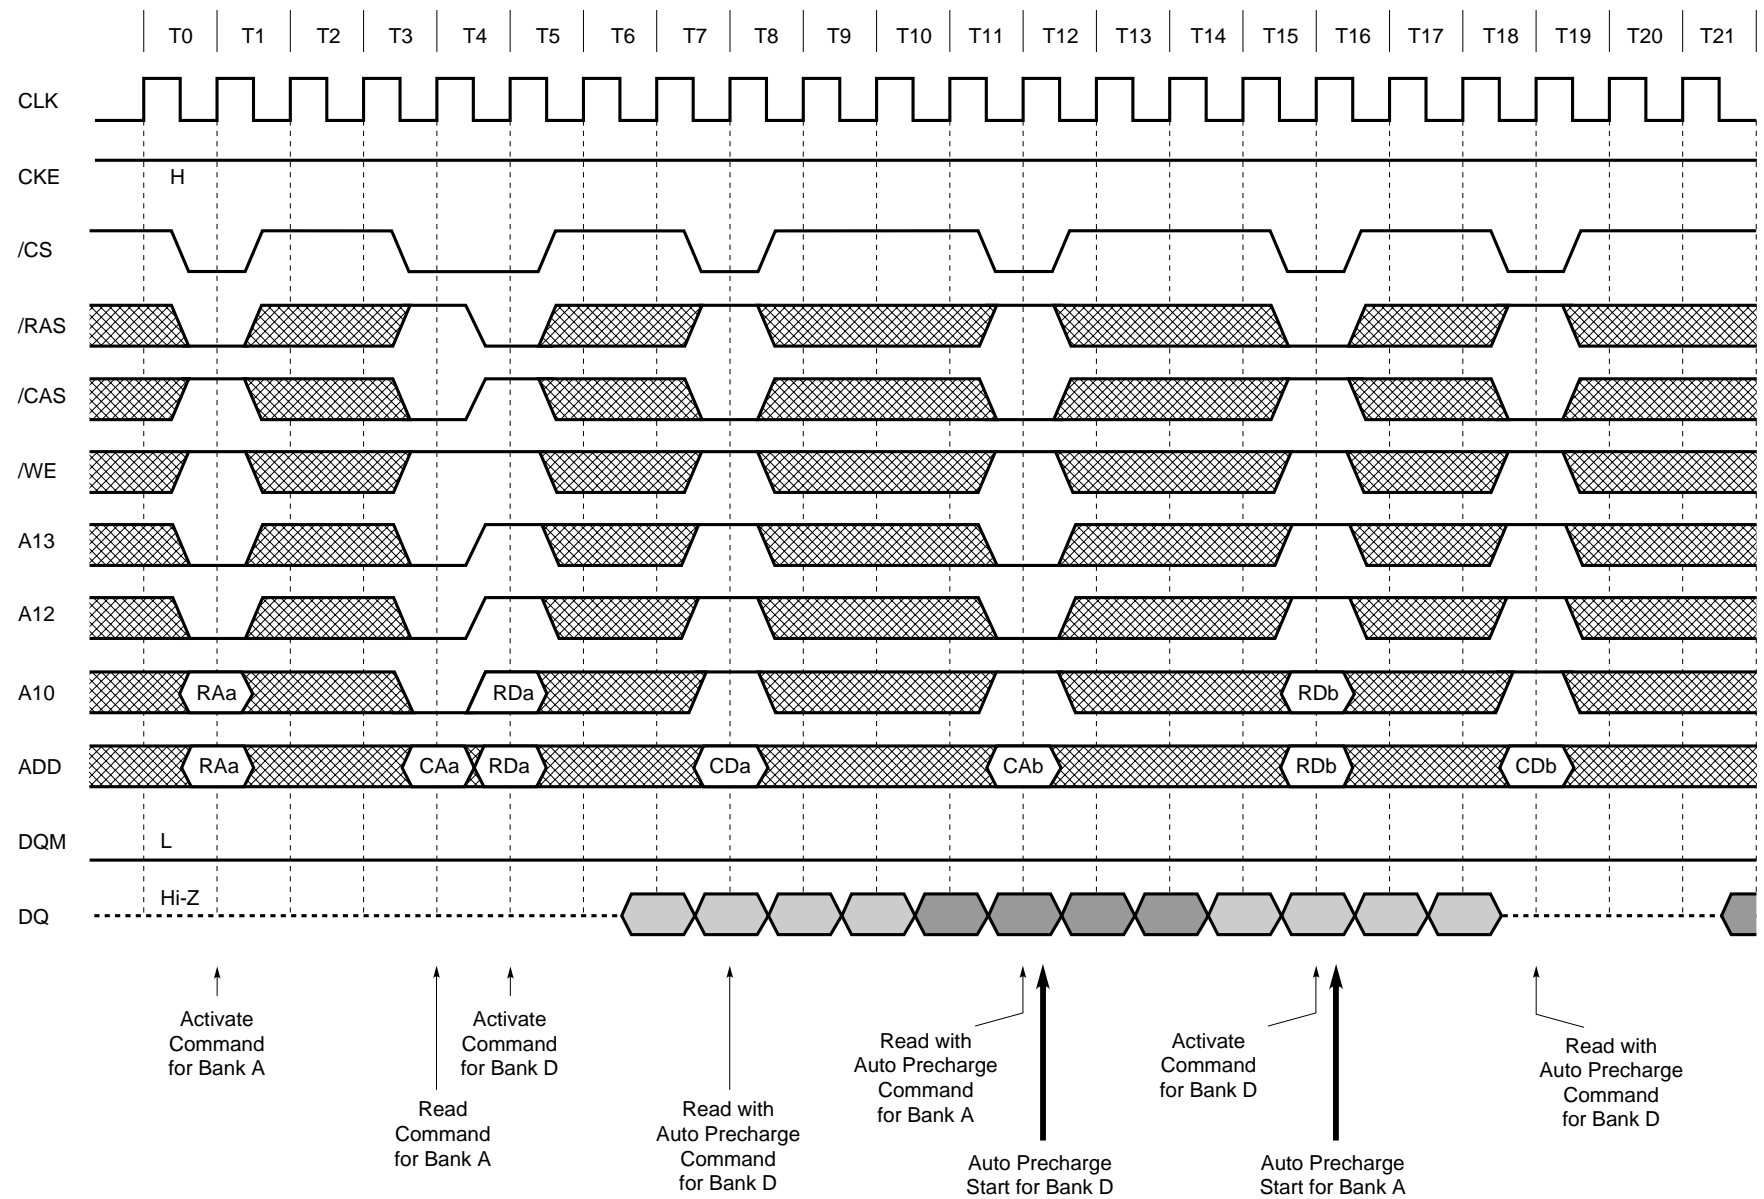 T0 T1 T2 T3 T4 T5 T6 T7 T8 T9 T10 T11 T12 T13 T14 T15 T16 T17 T18 T19 T20 T21
CLK
CKE H
/CS
/RAS
/CAS
/WE
A13
A12
A10 RAa RDa RDb
ADD RAa CAa RDa CDa CAb RDb CDb
DQM L
DQ Hi-Z
Activate
Command
for Bank A
Read
Command
for Bank A
Activate
Command
for Bank D
Read with
Auto Precharge
Command
for Bank D
Read with
Auto Precharge
Command
for Bank A
Auto Precharge
Start for Bank D
Activate
Command
for Bank D
Auto Precharge
Start for Bank A
Read with
Auto Precharge
Command
for Bank D